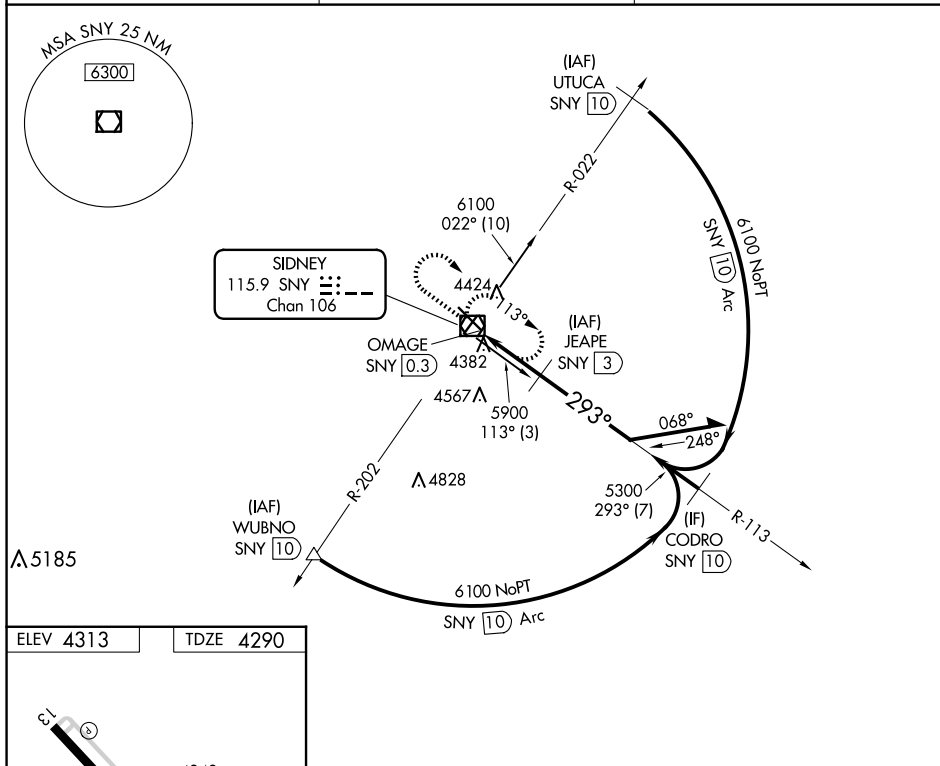 MSA SNY 25 NM
6300
(IAF)
UTUCA
SNY 10
R-022
6100
022° (10)
6100 NoPT
SNY 10 Arc
SIDNEY
115.9 SNY
Chan 106
4424
113°
(IAF)
JEAPE
SNY 3
OMAGE
SNY 0.3
4382
4567
5900
113° (3)
293°
068°
248°
R-202
4828
5300
293° (7)
(IF)
CODRO
SNY 10
R-113
(IAF)
WUBNO
SNY 10
5185
6100 NoPT
SNY 10 Arc
ELEV 4313
TDZE 4290
13
P